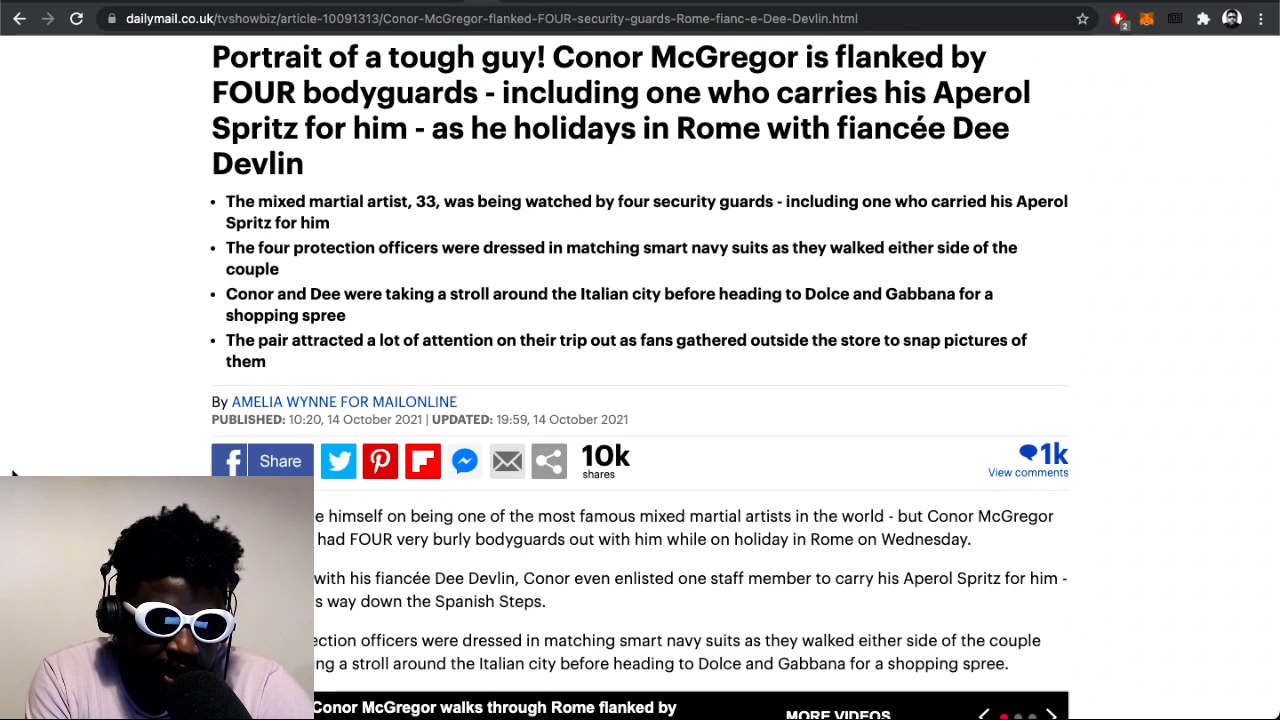 dailymail.co.uk/tvshowbiz/article-10091313/Conor-McGregor-flanked-FOUR-security-guards-Rome-fianc-e-Dee-Devlin.html
2
Portrait of a tough guy! Conor McGregor is flanked by
FOUR bodyguards - including one who carries his Aperol
Spritz for him - as he holidays in Rome with fiancée Dee
Devlin
• The mixed martial artist, 33, was being watched by four security guards - including one who carried his Aperol
Spritz for him
• The four protection officers were dressed in matching smart navy suits as they walked either side of the
couple
• Conor and Dee were taking a stroll around the Italian city before heading to Dolce and Gabbana for a
shopping spree
• The pair attracted a lot of attention on their trip out as fans gathered outside the store to snap pictures of
them
By AMELIA WYNNE FOR MAILONLINE
PUBLISHED: 10:20, 14 October 2021 | UPDATED: 19:59, 14 October 2021
f Share
10k
shares
1k
View comments
e himself on being one of the most famous mixed martial artists in the world - but Conor McGregor
had FOUR very burly bodyguards out with him while on holiday in Rome on Wednesday.
with his fiancée Dee Devlin, Conor even enlisted one staff member to carry his Aperol Spritz for him -
s way down the Spanish Steps.
ection officers were dressed in matching smart navy suits as they walked either side of the couple
ng a stroll around the Italian city before heading to Dolce and Gabbana for a shopping spree.
Conor McGregor walks through Rome flanked by
MORE VIDEOS